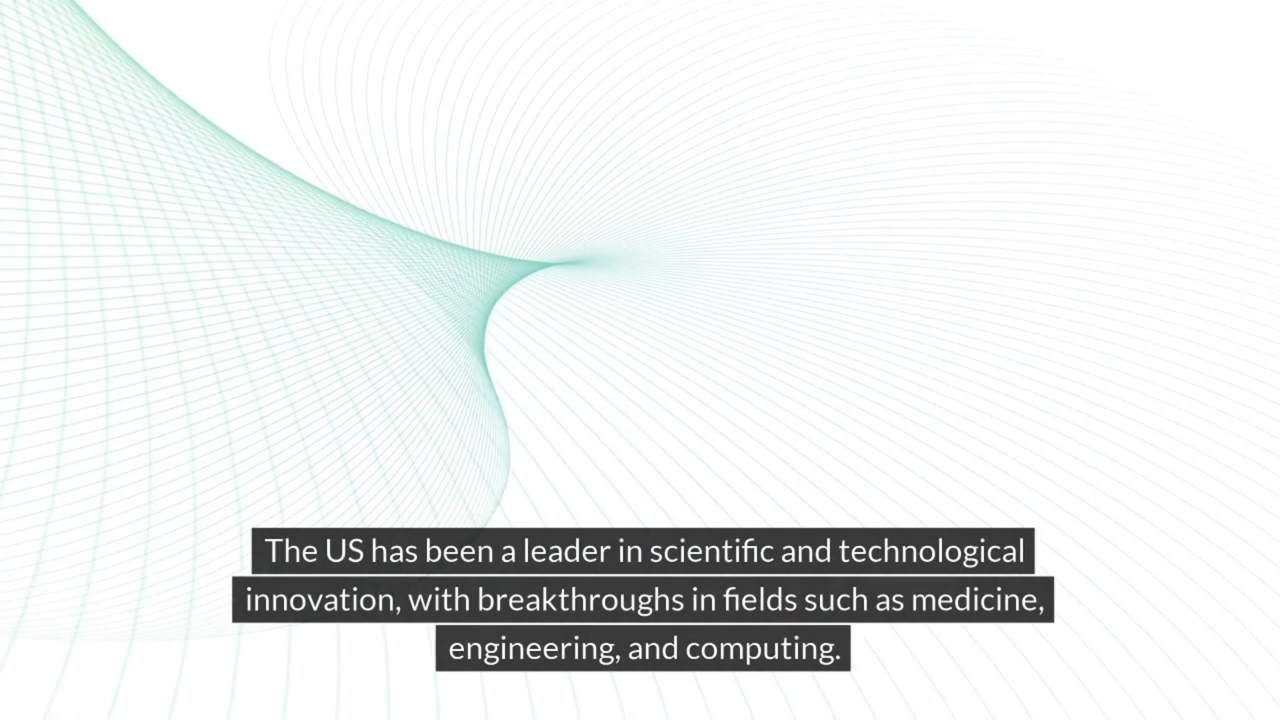 The US has been a leader in scientific and technological
innovation, with breakthroughs in fields such as medicine,
engineering, and computing.